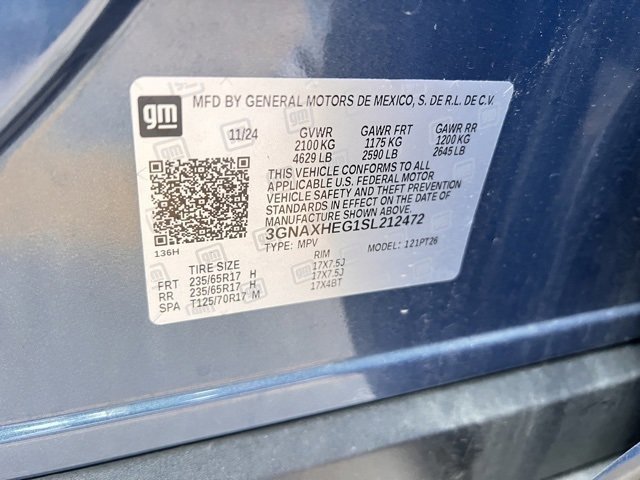 gm
MFD BY GENERAL MOTORS DE MEXICO, S. DE R.L. DE C.V.
11/24 GVWR GAWR FRT GAWR RR
2100 KG 1175 KG 1200 KG
4629 LB 2590 LB 2645 LB
THIS VEHICLE CONFORMS TO ALL
APPLICABLE U.S. FEDERAL MOTOR
VEHICLE SAFETY AND THEFT PREVENTION
STANDARDS IN EFFECT ON THE DATE OF
MANUFACTURE SHOWN ABOVE.
3GNAXHEG1SL212472
136H TYPE: MPV MODEL: 121PT26
TIRE SIZE RIM
FRT 235/65R17 H 17X7.5J
RR 235/65R17 H 17X7.5J
SPA T125/70R17 M 17X4BT